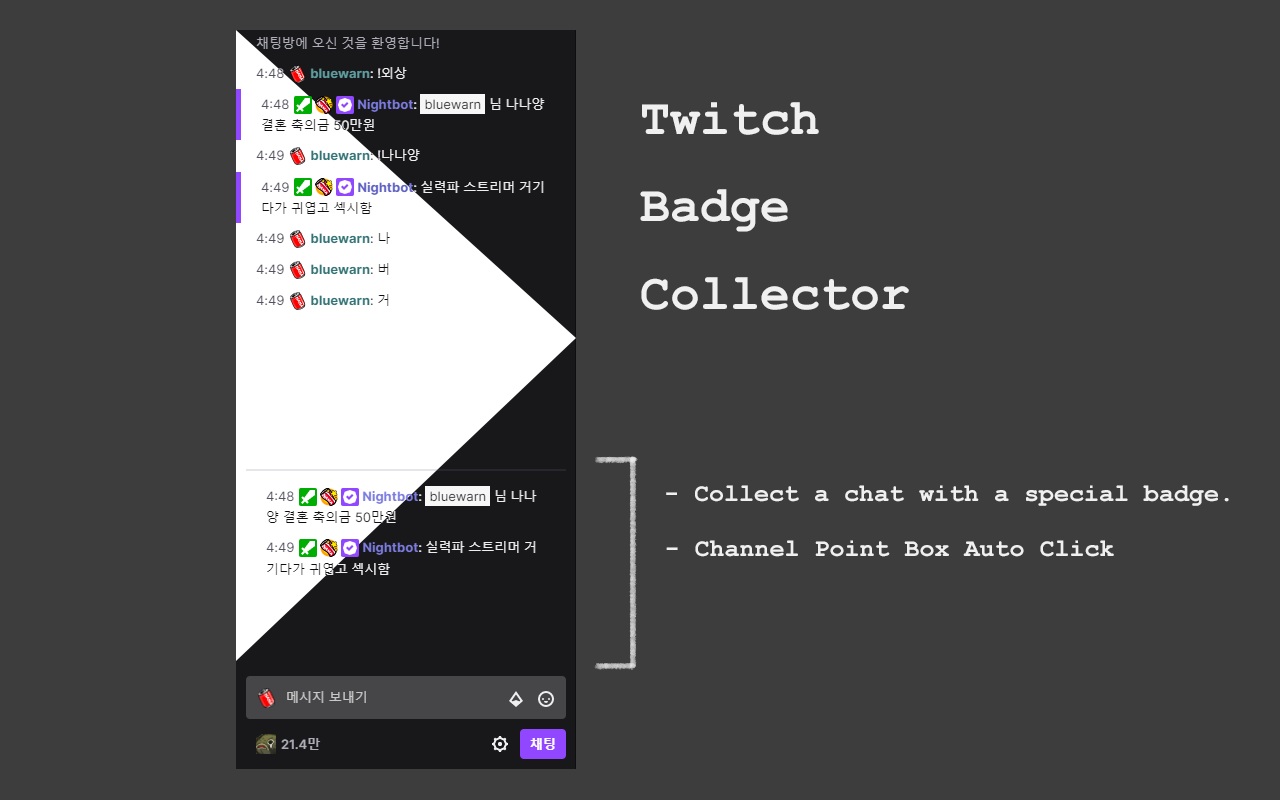 채팅방에 오신 것을 환영합니다!
4:48 bluewarn: !외상
4:48 Nightbot: bluewarn 님 나나양
결혼 축의금 50만원
4:49 bluewarn: !나나양
4:49 Nightbot: 실력파 스트리머 거기
다가 귀엽고 섹시함
4:49 bluewarn: 나
4:49 bluewarn: 버
4:49 bluewarn: 거
4:48 Nightbot: bluewarn 님 나나
양 결혼 축의금 50만원
4:49 Nightbot: 실력파 스트리머 거
기다가 귀엽고 섹시함
메시지 보내기
21.4만
채팅
Twitch
Badge
Collector
- Collect a chat with a special badge.
- Channel Point Box Auto Click